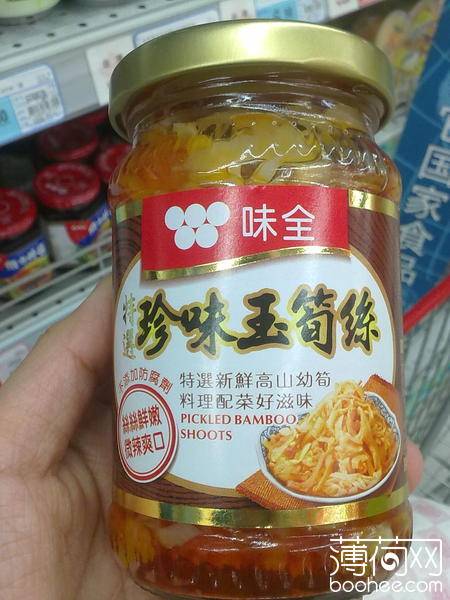 味全
特選
珍味玉筍絲
不添加防腐劑
特選新鮮高山幼筍
料理配菜好滋味
PICKLED BAMBOO
SHOOTS
絲絲鮮嫩
微辣爽口
国家食品
薄荷网
boohee.com